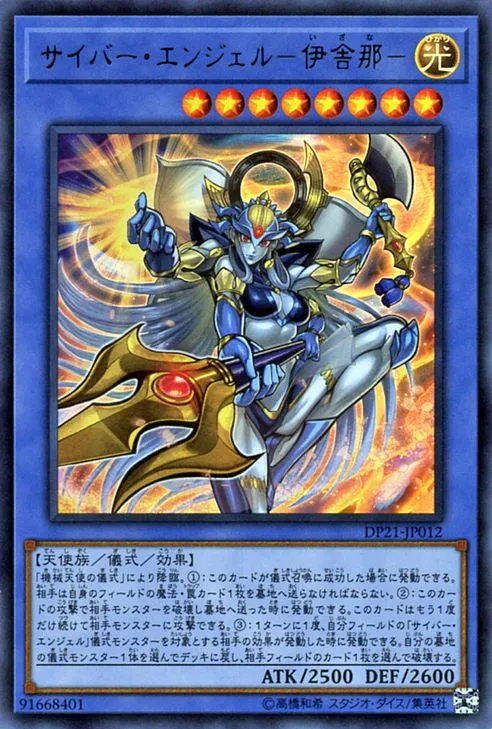 サイバー・エンジェル－伊舎那－
光
DP21-JP012
【天使族／儀式／効果】
「機械天使の儀式」により降臨。①：このカードが儀式召喚に成功した場合に発動できる。
相手は自身のフィールドの魔法・罠カード１枚を墓地へ送らなければならない。②：このカー
ドの攻撃で相手モンスターを破壊し墓地へ送った時に発動できる。このカードはもう１度
だけ続けて相手モンスターに攻撃できる。③：１ターンに１度、自分フィールドの「サイバー・
エンジェル」儀式モンスターを対象とする相手の効果が発動した時に発動できる。自分の墓地
の儀式モンスター１体を選んでデッキに戻し、相手フィールドのカード１枚を選んで破壊する。
ATK/2500 DEF/2600
91668401
©高橋和希 スタジオ・ダイス/集英社